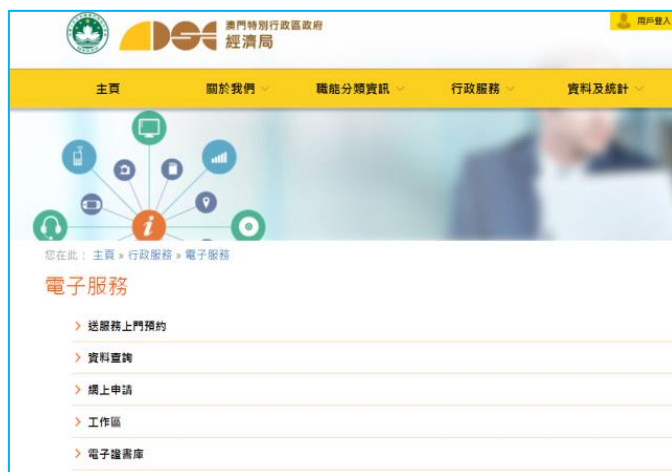 澳門特別行政區政府
經濟局
用戶登入
主頁 關於我們 職能分類資訊 行政服務 資料及統計
您在此： 主頁 » 行政服務 » 電子服務
電子服務
送服務上門預約
資料查詢
網上申請
工作區
電子證書庫